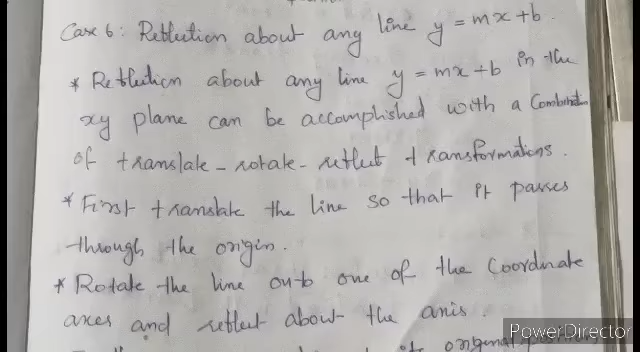 Case 6: Reflection about any line y = mx+b.
* Reflection about any line y = mx+b in the
xy plane can be accomplished with a Combination
of translate - rotate - reflect transformations.
* First translate the line so that it passes
through the origin.
* Rotate the line onto one of the Coordinate
axes and reflect about the axis.
its original
PowerDirector